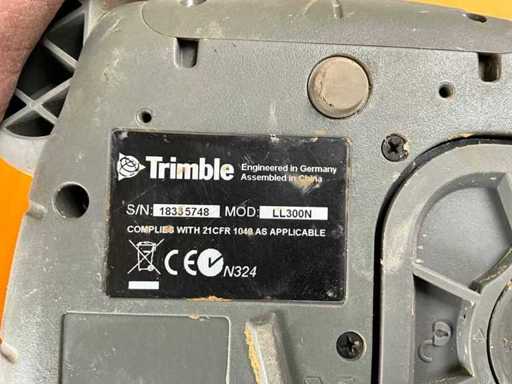 Trimble
Engineered in Germany
Assembled in China
S/N: 18335748 MOD: LL300N
COMPLIES WITH 21CFR 1040 AS APPLICABLE
CE N324